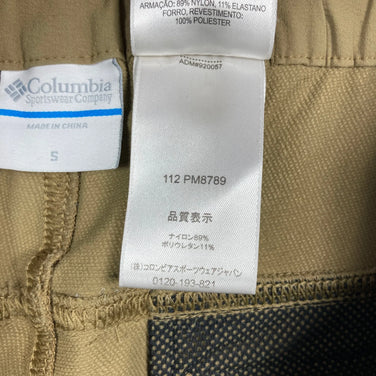 ARMAÇÃO: 89% NYLON, 11% ELASTANO
FORRO, REVESTIMENTO:
100% POLIESTER
ADM#920057
Columbia
Sportswear Company
MADE IN CHINA
S
112 PM8789
品質表示
ナイロン89%
ポリウレタン11%
(株)コロンビアスポーツウェアジャパン
0120-193-821